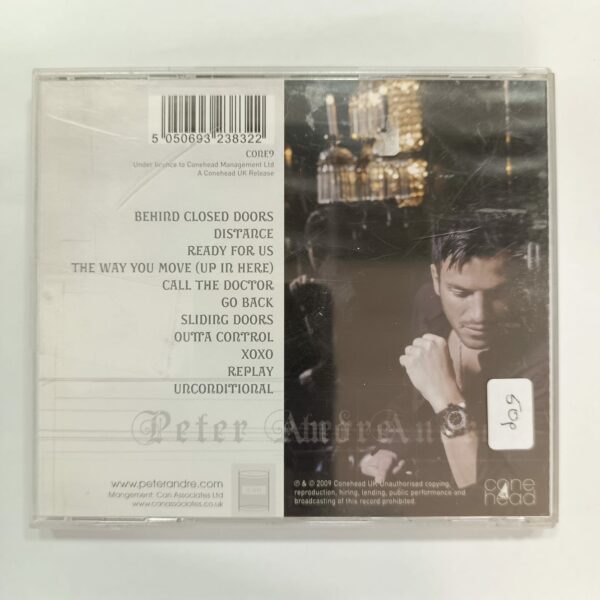 5 050693 238322
CONE9
Under licence to Conehead Management Ltd
A Conehead UK Release
BEHIND CLOSED DOORS
DISTANCE
READY FOR US
THE WAY YOU MOVE (UP IN HERE)
CALL THE DOCTOR
GO BACK
SLIDING DOORS
OUTTA CONTROL
XOXO
REPLAY
UNCONDITIONAL
50p
Peter Andre
www.peterandre.com
Mangement: Can Associates Ltd
www.canassociates.co.uk
℗ & © 2009 Conehead UK Unauthorised copying,
reproduction, hiring, lending, public performance and
broadcasting of this record prohibited.
cone
head